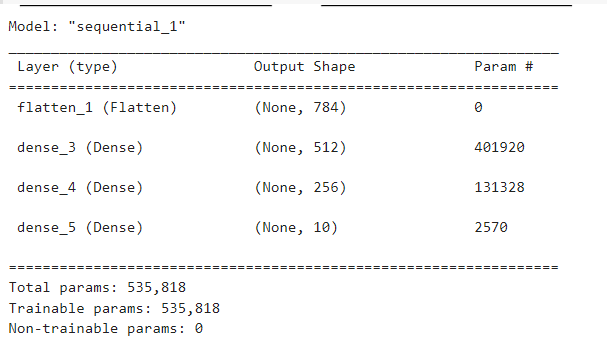 Model: "sequential_1"
Layer (type) Output Shape Param #
flatten_1 (Flatten) (None, 784) 0
dense_3 (Dense) (None, 512) 401920
dense_4 (Dense) (None, 256) 131328
dense_5 (Dense) (None, 10) 2570
Total params: 535,818
Trainable params: 535,818
Non-trainable params: 0